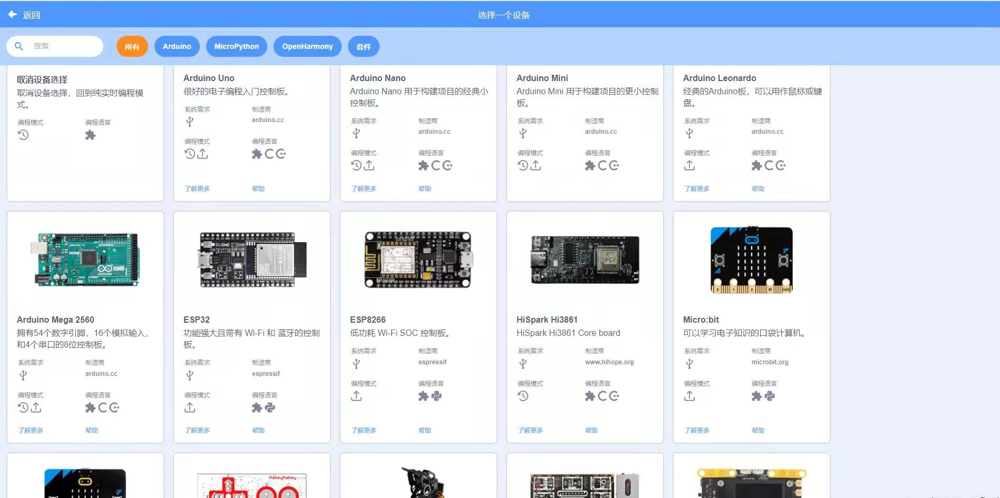 返回
选择一个设备
搜索
所有
Arduino
MicroPython
OpenHarmony
套件
取消设备选择
取消设备选择，回到纯实时编程模
式。
编程模式
编程语言
Arduino Uno
很好的电子编程入门控制板。
系统需求
制造商
arduino.cc
编程模式
编程语言
了解更多
帮助
Arduino Nano
Arduino Nano 用于构建项目的经典小
控制板。
系统需求
制造商
arduino.cc
编程模式
编程语言
了解更多
帮助
Arduino Mini
Arduino Mini 用于构建项目的更小控制
板。
系统需求
制造商
arduino.cc
编程模式
编程语言
Arduino Leonardo
经典的Arduino板，可以用作鼠标或键
盘。
系统需求
制造商
arduino.cc
编程模式
编程语言
了解更多
帮助
Arduino Mega 2560
拥有54个数字引脚，16个模拟输入，
和4个串口的8位控制板。
系统需求
制造商
arduino.cc
编程模式
编程语言
了解更多
帮助
ESP32
功能强大且带有 Wi-Fi 和 蓝牙的控制
板。
系统需求
制造商
espressif
编程模式
编程语言
了解更多
帮助
ESP8266
低功耗 Wi-Fi SOC 控制板。
系统需求
制造商
espressif
编程模式
编程语言
了解更多
帮助
HiSpark Hi3861
HiSpark Hi3861 Core board
系统需求
制造商
www.hihope.org
编程模式
编程语言
了解更多
帮助
0 1 2 3V GND
Micro:bit
可以学习电子知识的口袋计算机。
系统需求
制造商
microbit.org
编程模式
编程语言
了解更多
帮助
MaKeyMaKey.com